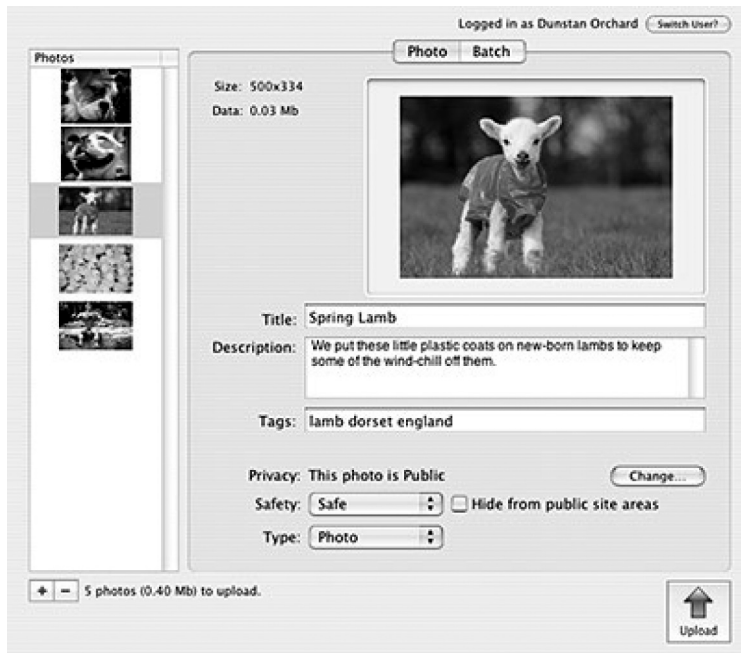 Logged in as Dunstan Orchard Switch User?
Photos
Photo Batch
Size: 500x334
Data: 0.03 Mb
Title: Spring Lamb
Description: We put these little plastic coats on new-born lambs to keep
some of the wind-chill off them.
Tags: lamb dorset england
Privacy: This photo is Public Change...
Safety: Safe Hide from public site areas
Type: Photo
+ − 5 photos (0.40 Mb) to upload.
Upload